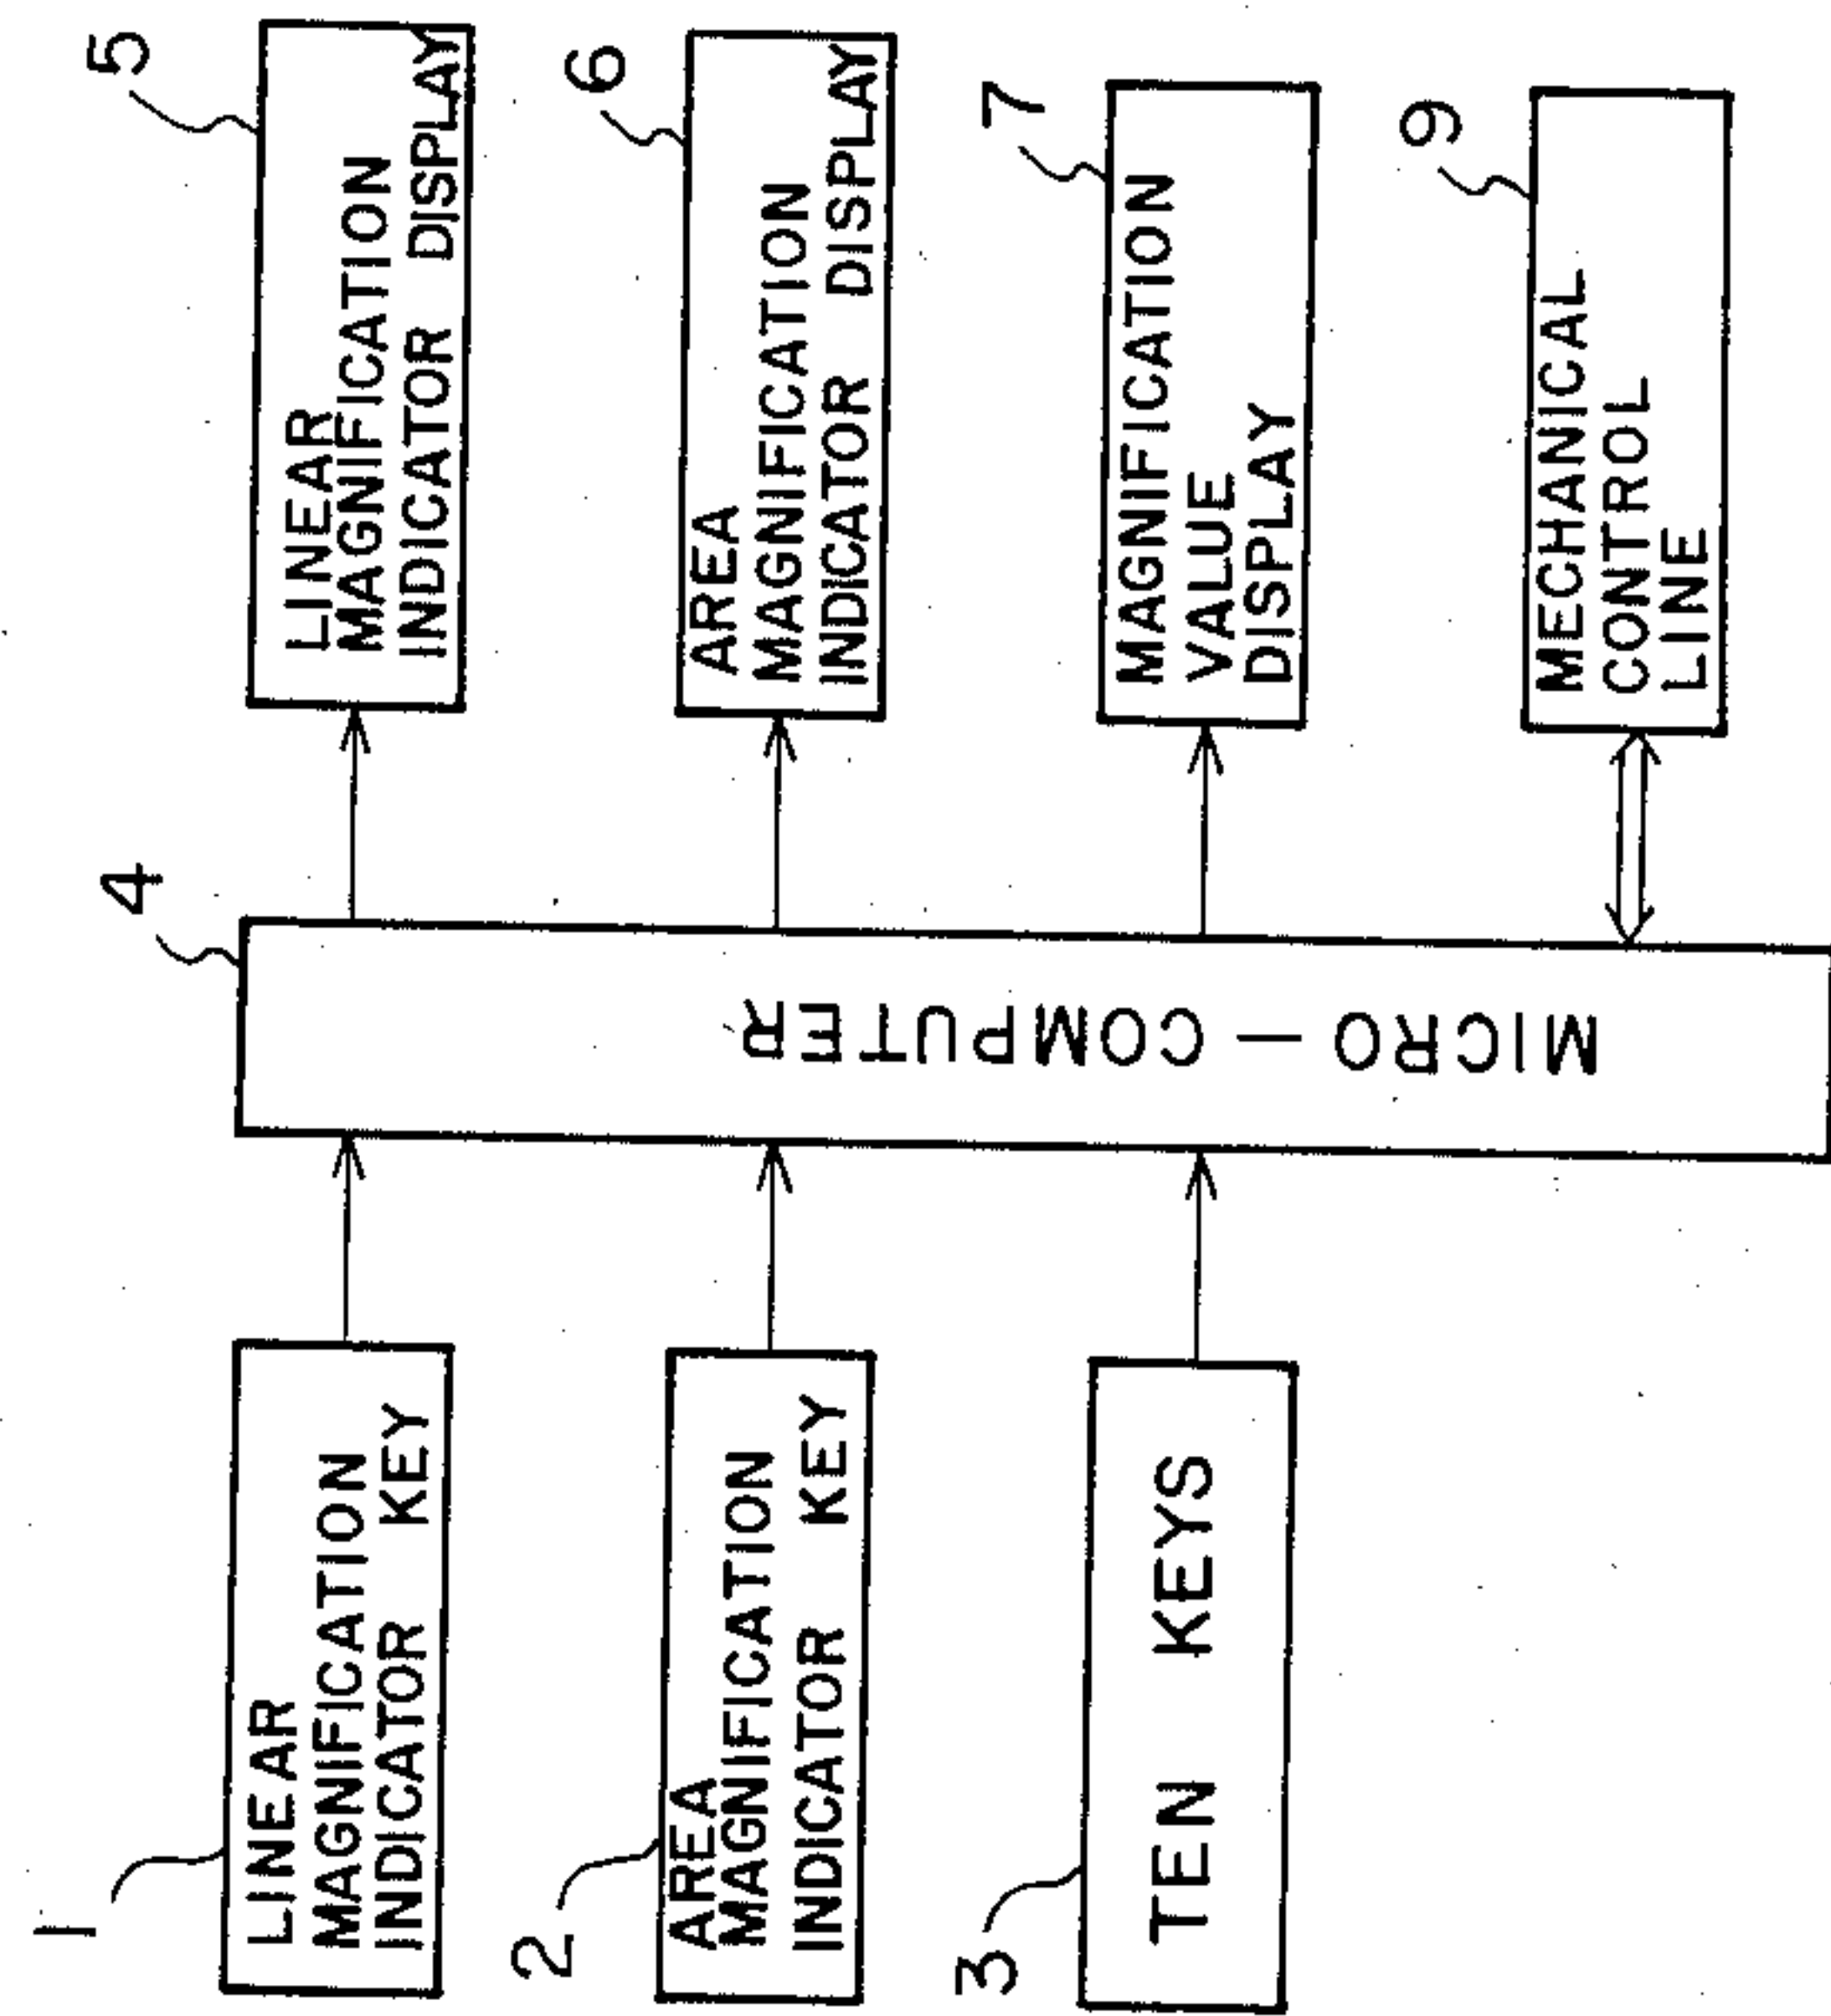 1
LINEAR
MAGNIFICATION
INDICATOR KEY
2
AREA
MAGNIFICATION
INDICATOR KEY
3
TEN KEYS
4
MICRO-COMPUTER
5
LINEAR
MAGNIFICATION
INDICATOR DISPLAY
6
AREA
MAGNIFICATION
INDICATOR DISPLAY
7
MAGNIFICATION
VALUE
DISPLAY
9
MECHANICAL
CONTROL
LINE